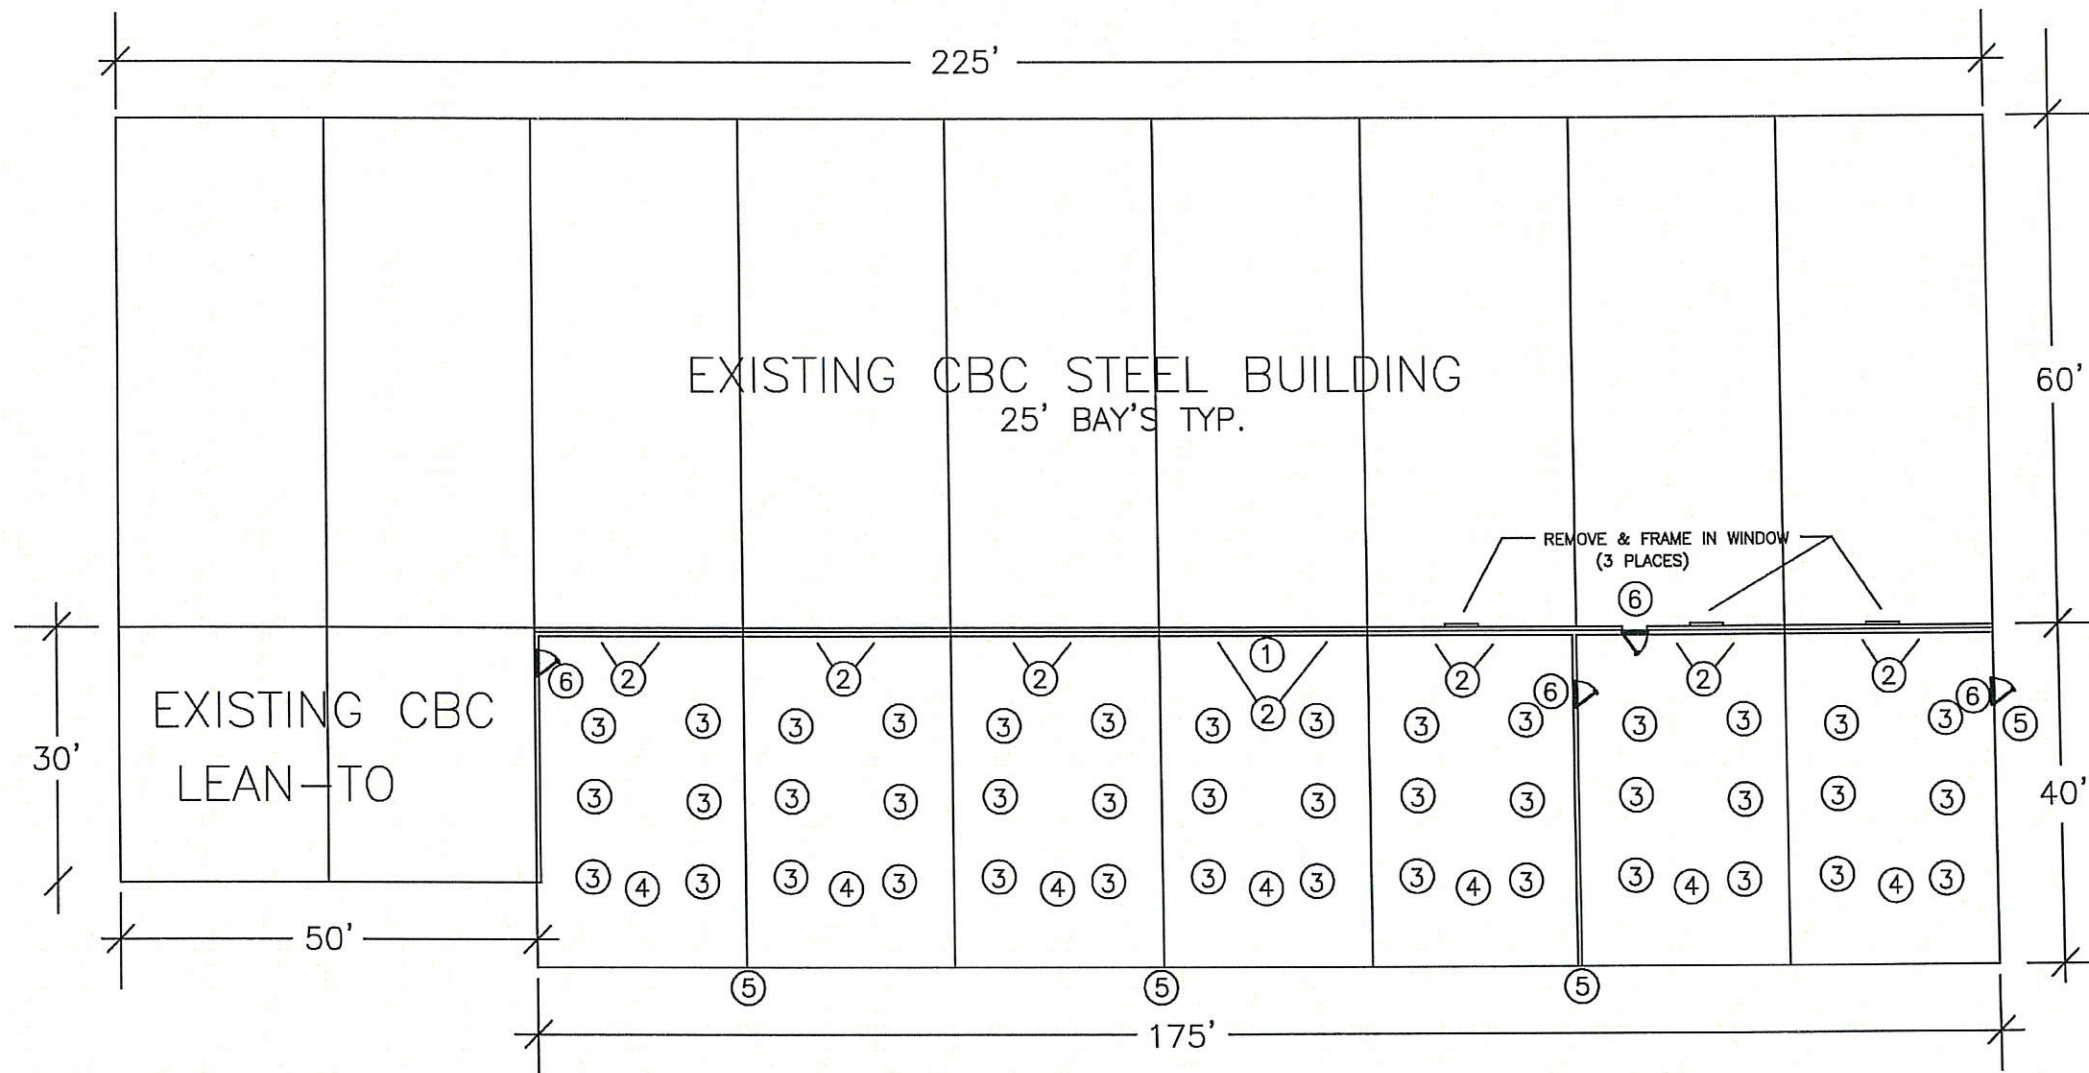 225'
EXISTING CBC STEEL BUILDING
25' BAY'S TYP.
60'
REMOVE & FRAME IN WINDOW
(3 PLACES)
6
1
6 2 2 2 2 2 6 2 2 6 5
EXISTING CBC
LEAN-TO
30'
3 3 3 3 3 3 3 3 3 3 3 3 3 3
3 3 3 3 3 3 3 3 3 3 3 3 3 3
40'
3 4 3 3 4 3 3 4 3 3 4 3 3 4 3 3 4 3 3 4 3
50'
5 5 5
175'